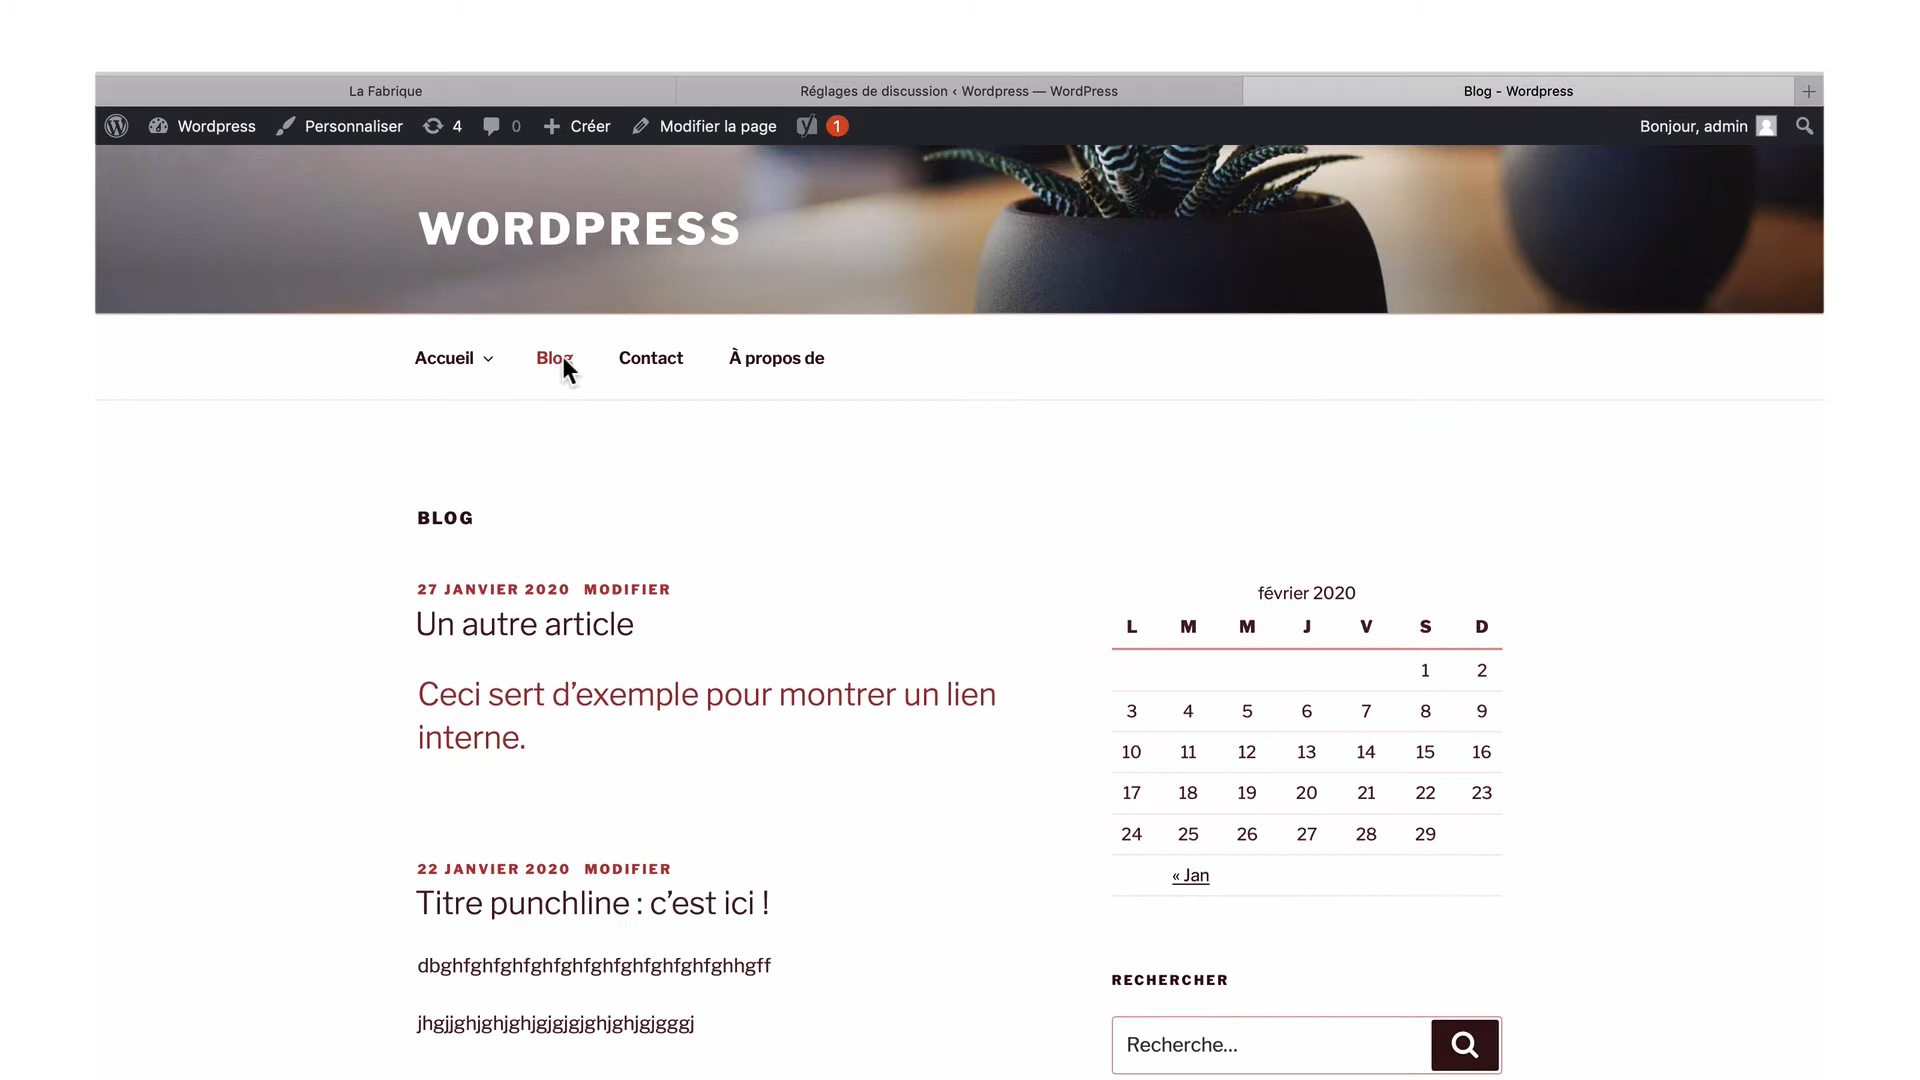 La Fabrique
Réglages de discussion ‹ Wordpress — WordPress
Blog - Wordpress
Wordpress Personnaliser 4 0 Créer Modifier la page 1 Bonjour, admin
WORDPRESS
Accueil Blog Contact À propos de
BLOG
27 JANVIER 2020 MODIFIER
Un autre article
Ceci sert d’exemple pour montrer un lien
interne.
22 JANVIER 2020 MODIFIER
Titre punchline : c’est ici !
dbghfghfghfghfghfghfghfghfghfghhgff
jhgjjghjghjghjgjgjgjghjghjgjgggj
février 2020
L M M J V S D
1 2
3 4 5 6 7 8 9
10 11 12 13 14 15 16
17 18 19 20 21 22 23
24 25 26 27 28 29
« Jan
RECHERCHER
Recherche…